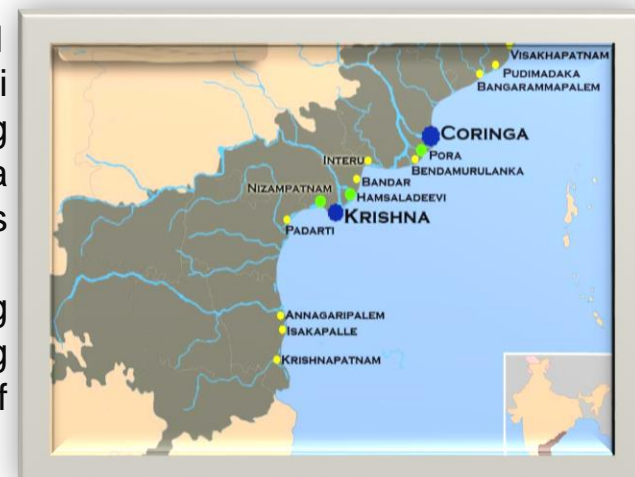 i
g
a
s
g
g
f
VISAKHAPATNAM
PUDIMADAKA
BANGARAMMAPALEM
CORINGA
PORA
INTERU
BENDAMURULANKA
BANDAR
NIZAMPATNAM
HAMSALADEEVI
KRISHNA
PADARTI
ANNAGARIPALEM
ISAKAPALLE
KRISHNAPATNAM